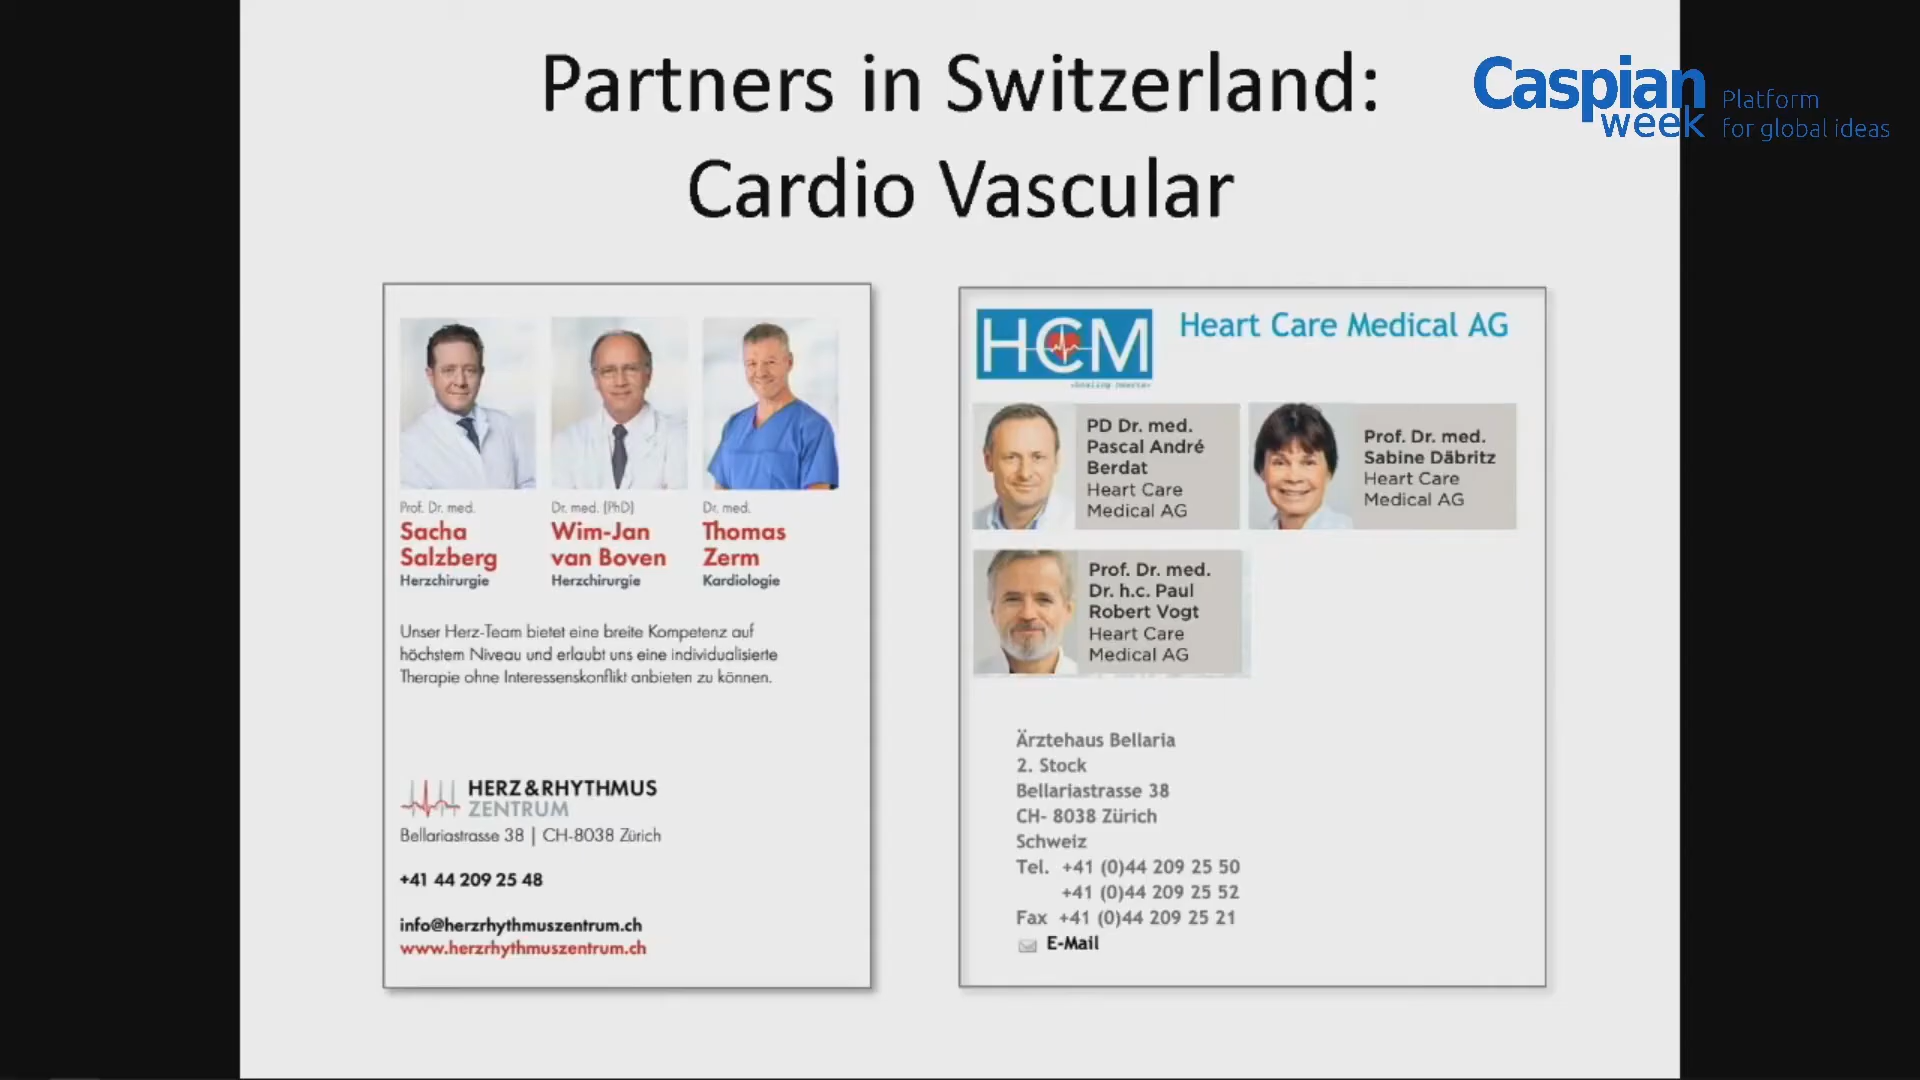 Partners in Switzerland:
Cardio Vascular
Caspian
week
Platform
for global ideas
Prof. Dr. med.
Sacha
Salzberg
Herzchirurgie
Dr. med. (PhD)
Wim-Jan
van Boven
Herzchirurgie
Dr. med.
Thomas
Zerm
Kardiologie
Unser Herz-Team bietet eine breite Kompetenz auf
höchstem Niveau und erlaubt uns eine individualisierte
Therapie ohne Interessenskonflikt anbieten zu können.
HERZ & RHYTHMUS
ZENTRUM
Bellariastrasse 38 | CH-8038 Zürich
+41 44 209 25 48
info@herzrhythmuszentrum.ch
www.herzrhythmuszentrum.ch
HCM
«healing hearts»
Heart Care Medical AG
PD Dr. med.
Pascal André
Berdat
Heart Care
Medical AG
Prof. Dr. med.
Sabine Däbritz
Heart Care
Medical AG
Prof. Dr. med.
Dr. h.c. Paul
Robert Vogt
Heart Care
Medical AG
Ärztehaus Bellaria
2. Stock
Bellariastrasse 38
CH- 8038 Zürich
Schweiz
Tel. +41 (0)44 209 25 50
+41 (0)44 209 25 52
Fax +41 (0)44 209 25 21
E-Mail